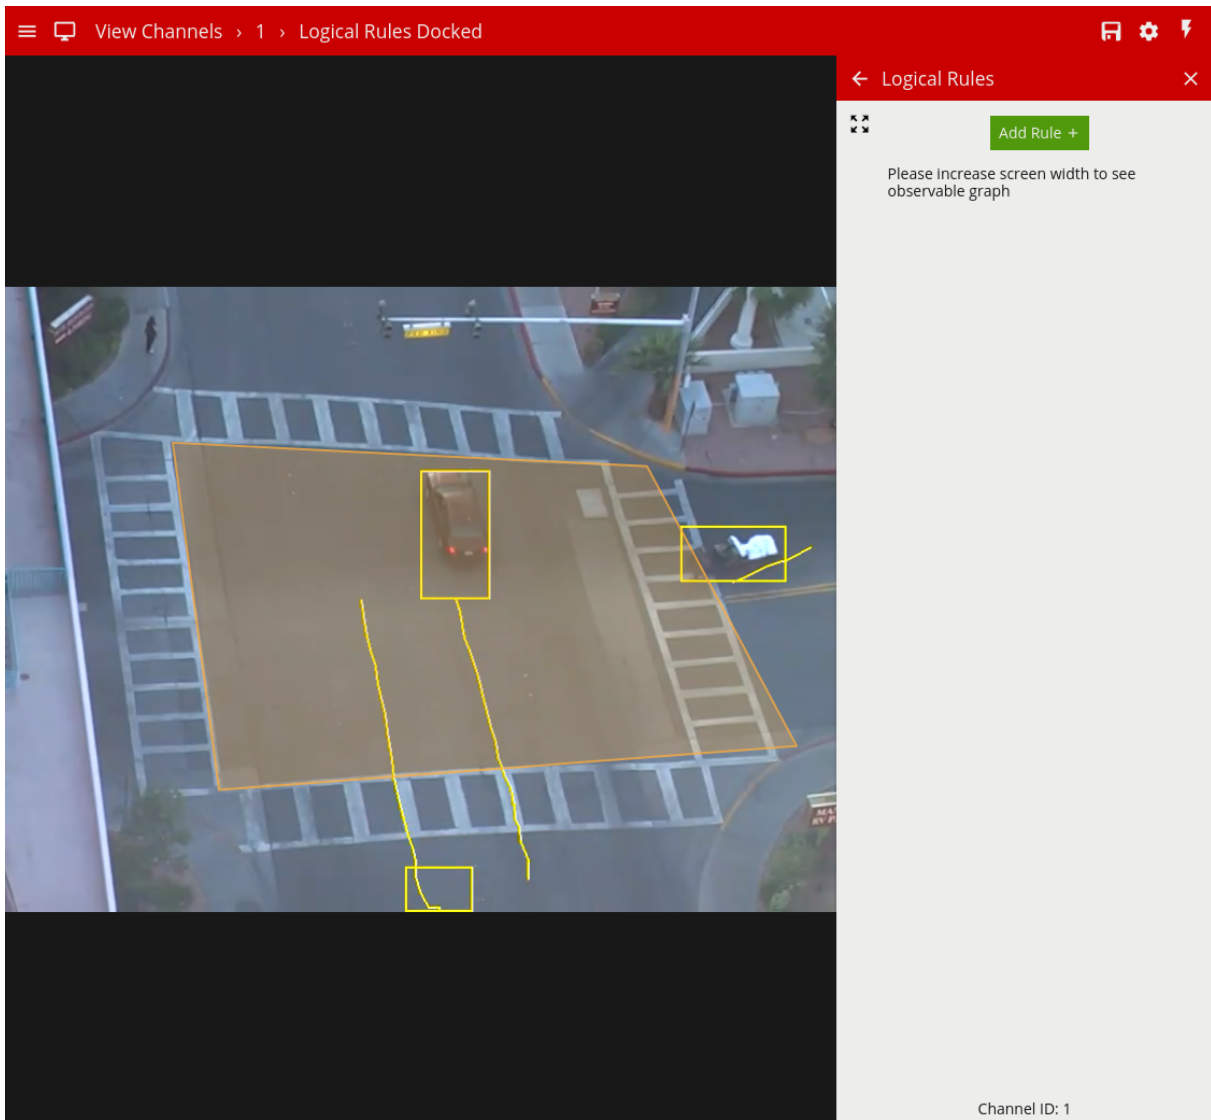 View Channels › 1 › Logical Rules Docked
Logical Rules
Add Rule +
Please increase screen width to see
observable graph
Channel ID: 1